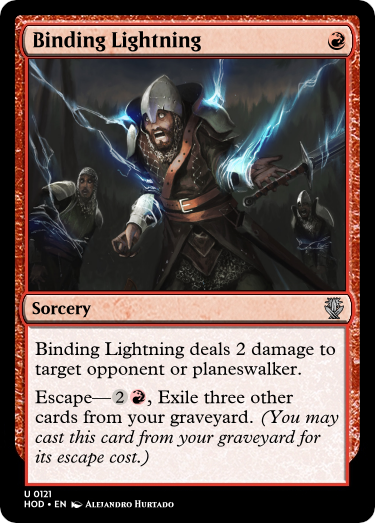 Binding Lightning
Sorcery
Binding Lightning deals 2 damage to
target opponent or planeswalker.
Escape—2, Exile three other
cards from your graveyard. (You may
cast this card from your graveyard for
its escape cost.)
U 0121
HOD • EN Alejandro Hurtado